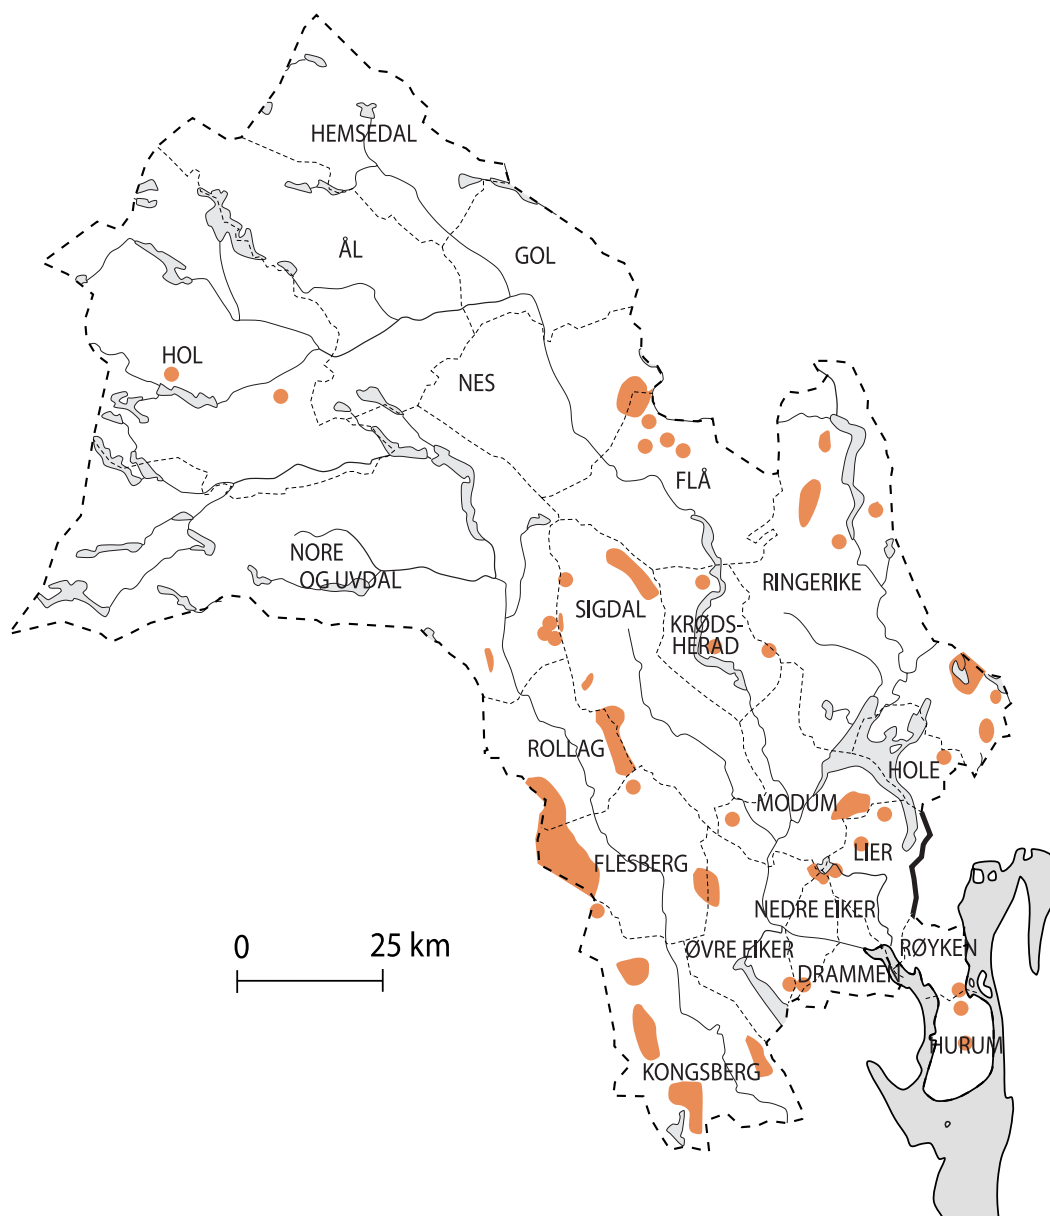 HEMSEDAL
ÅL
GOL
HOL
NES
FLÅ
NORE
OG UVDAL
SIGDAL
RINGERIKE
KRØDS-
HERAD
ROLLAG
HOLE
MODUM
FLESBERG
LIER
NEDRE EIKER
0 25 km
ØVRE EIKER
RØYKEN
DRAMMEN
HURUM
KONGSBERG